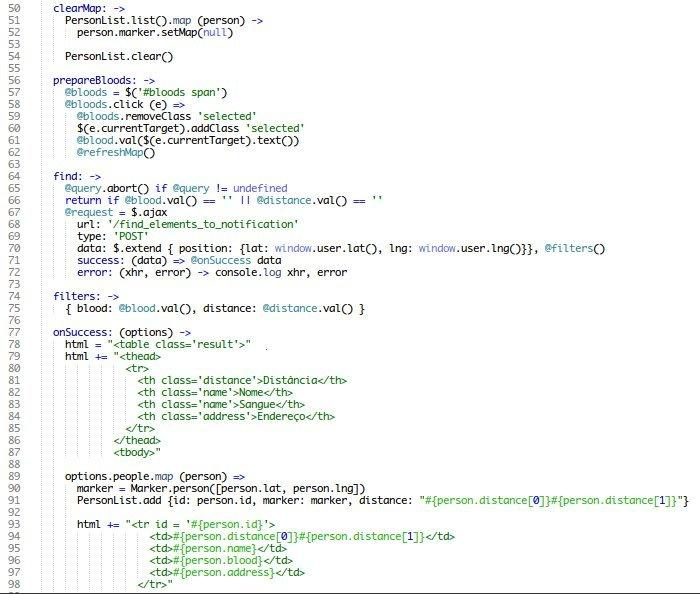 50 clearMap: ->
51 PersonList.list().map (person) ->
52 person.marker.setMap(null)
53
54 PersonList.clear()
55
56 prepareBloods: ->
57 @bloods = $('#bloods span')
58 @bloods.click (e) =>
59 @bloods.removeClass 'selected'
60 $(e.currentTarget).addClass 'selected'
61 @blood.val($(e.currentTarget).text())
62 @refreshMap()
63
64 find: ->
65 @query.abort() if @query != undefined
66 return if @blood.val() == '' || @distance.val() == ''
67 @request = $.ajax
68 url: '/find_elements_to_notification'
69 type: 'POST'
70 data: $.extend { position: {lat: window.user.lat(), lng: window.user.lng()}}, @filters()
71 success: (data) => @onSuccess data
72 error: (xhr, error) -> console.log xhr, error
73
74 filters: ->
75 { blood: @blood.val(), distance: @distance.val() }
76
77 onSuccess: (options) ->
78 html = "<table class='result'>"
79 html += "<thead>
80 <tr>
81 <th class='distance'>Distância</th>
82 <th class='name'>Nome</th>
83 <th class='name'>Sangue</th>
84 <th class='address'>Endereço</th>
85 </tr>
86 </thead>
87 <tbody>"
88
89 options.people.map (person) =>
90 marker = Marker.person([person.lat, person.lng])
91 PersonList.add {id: person.id, marker: marker, distance: "#{person.distance[0]}#{person.distance[1]}"}
92
93 html += "<tr id = '#{person.id}'>
94 <td>#{person.distance[0]}#{person.distance[1]}</td>
95 <td>#{person.name}</td>
96 <td>#{person.blood}</td>
97 <td>#{person.address}</td>
98 </tr>"